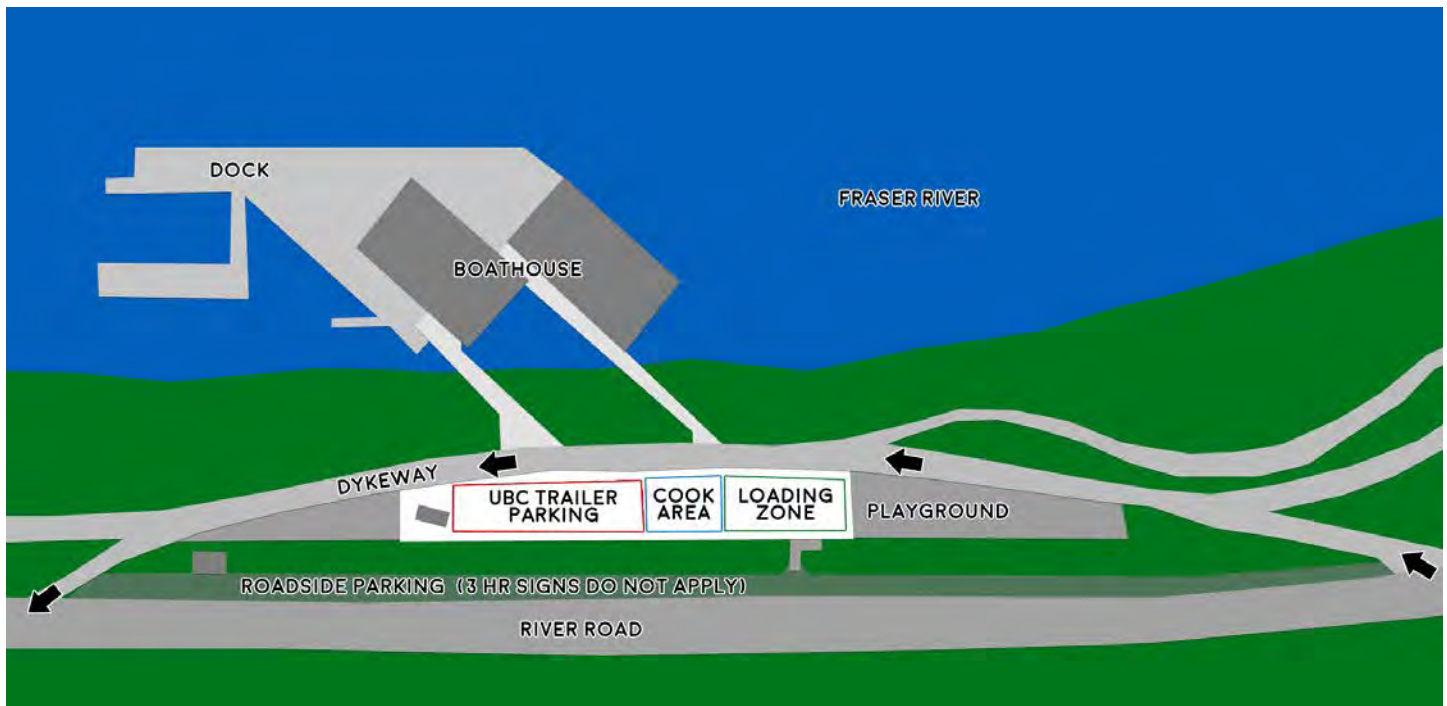 DOCK
FRASER RIVER
BOATHOUSE
DYKEWAY
UBC TRAILER
PARKING
COOK
AREA
LOADING
ZONE
PLAYGROUND
ROADSIDE PARKING (3 HR SIGNS DO NOT APPLY)
RIVER ROAD